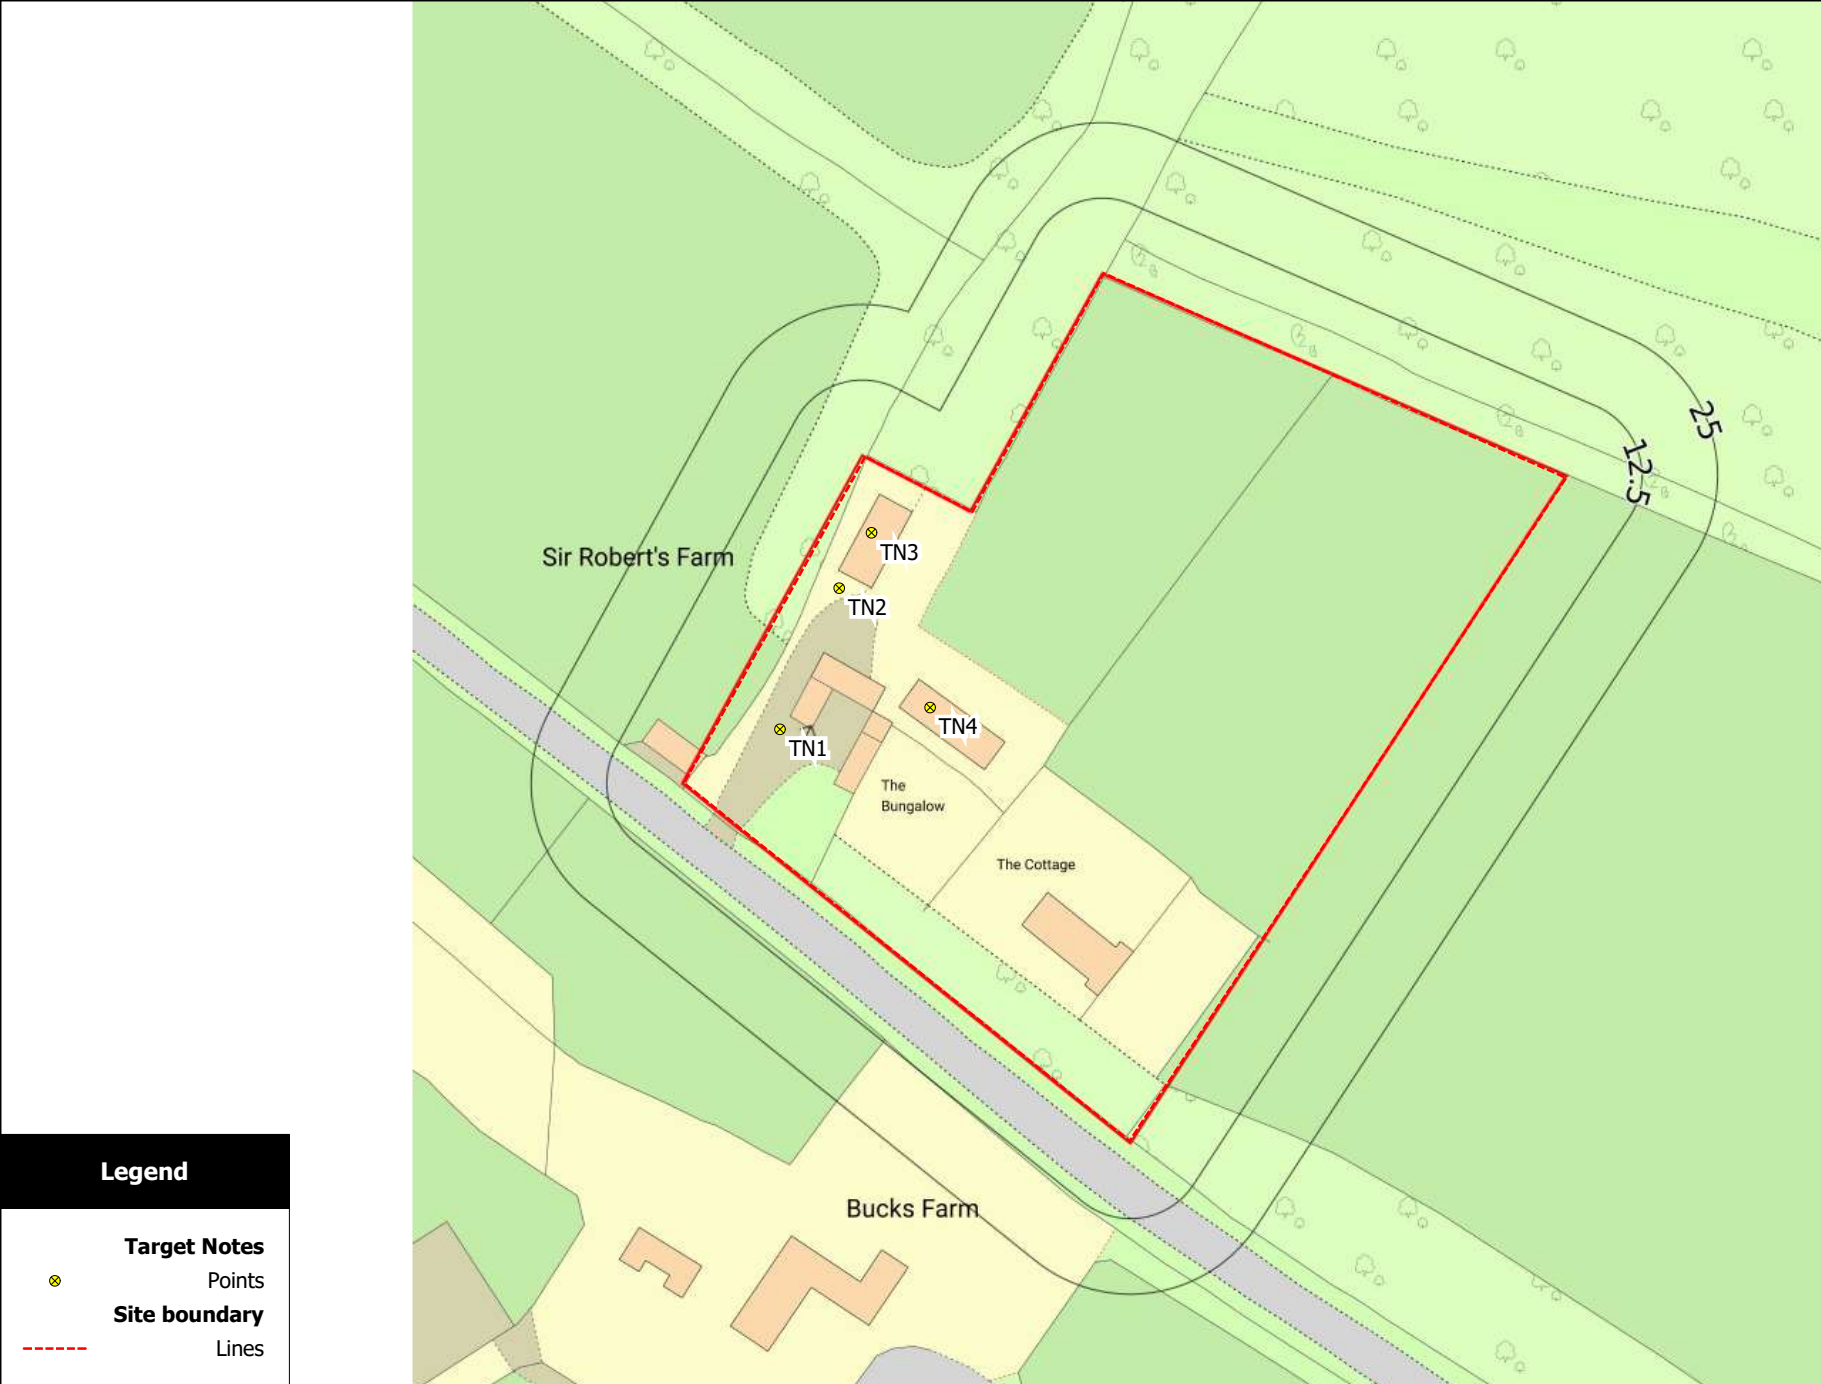 25
12.5
Sir Robert's Farm
TN3
TN2
TN4
TN1
The
Bungalow
The Cottage
Bucks Farm
Legend
Target Notes
Points
Site boundary
Lines